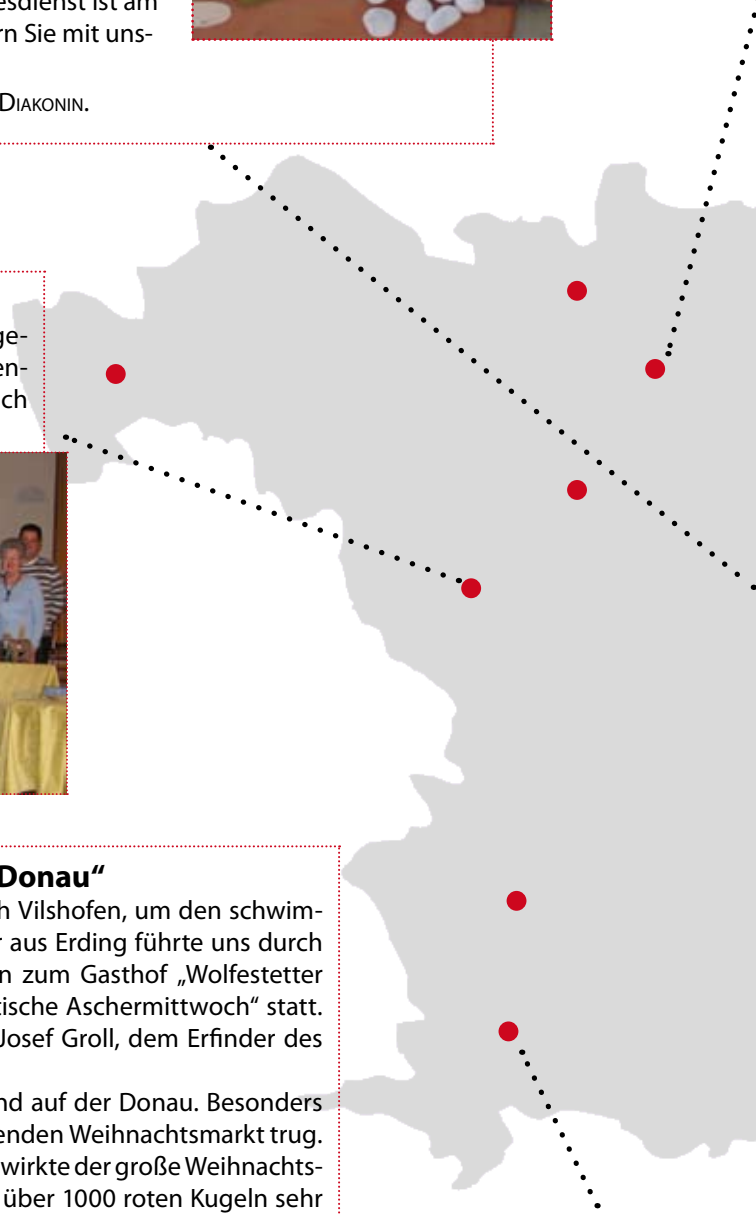 esdienst ist am
rn Sie mit uns-
DIAKONIN.
ge-
en-
ch
Donau“
h Vilshofen, um den schwim-
r aus Erding führte uns durch
n zum Gasthof „Wolfestetter
tische Aschermittwoch“ statt.
Josef Groll, dem Erfinder des
nd auf der Donau. Besonders
enden Weihnachtsmarkt trug.
wirkte der große Weihnachts-
über 1000 roten Kugeln sehr